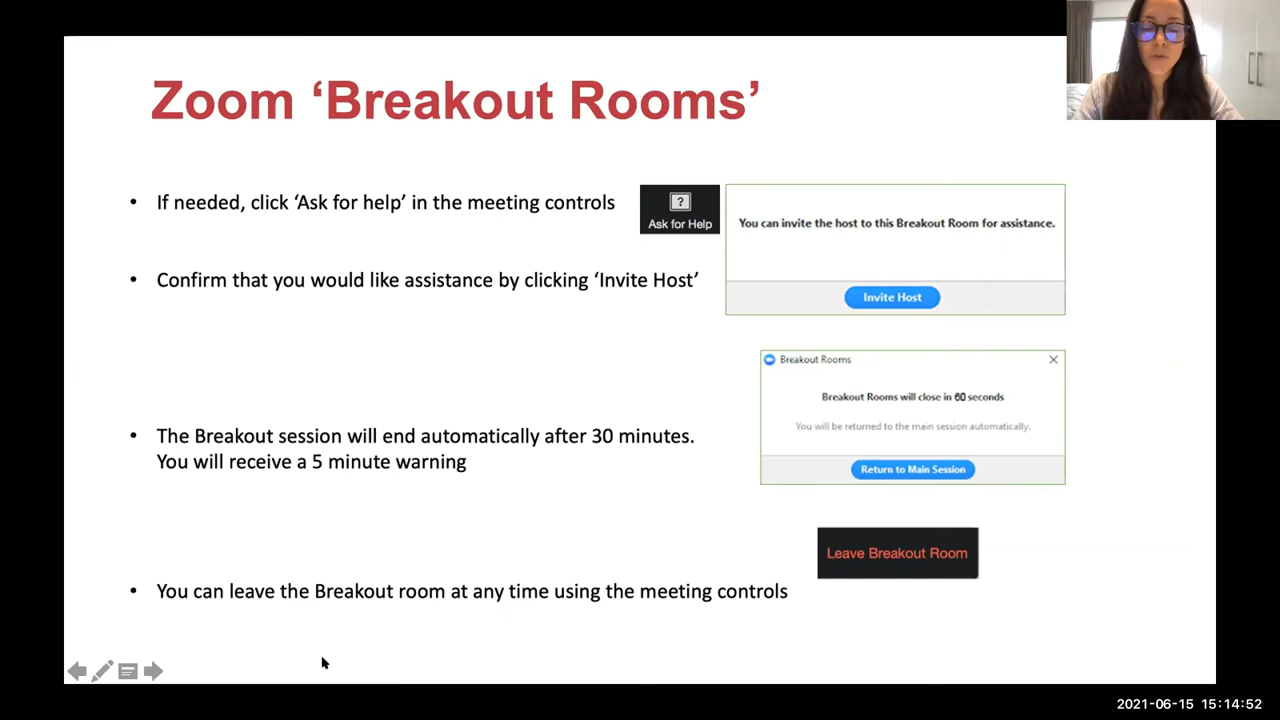 Zoom ‘Breakout Rooms’
• If needed, click ‘Ask for help’ in the meeting controls
?
Ask for Help
You can invite the host to this Breakout Room for assistance.
• Confirm that you would like assistance by clicking ‘Invite Host’
Invite Host
Breakout Rooms
Breakout Rooms will close in 60 seconds
You will be returned to the main session automatically.
• The Breakout session will end automatically after 30 minutes.
You will receive a 5 minute warning
Return to Main Session
Leave Breakout Room
• You can leave the Breakout room at any time using the meeting controls
2021-06-15 15:14:52